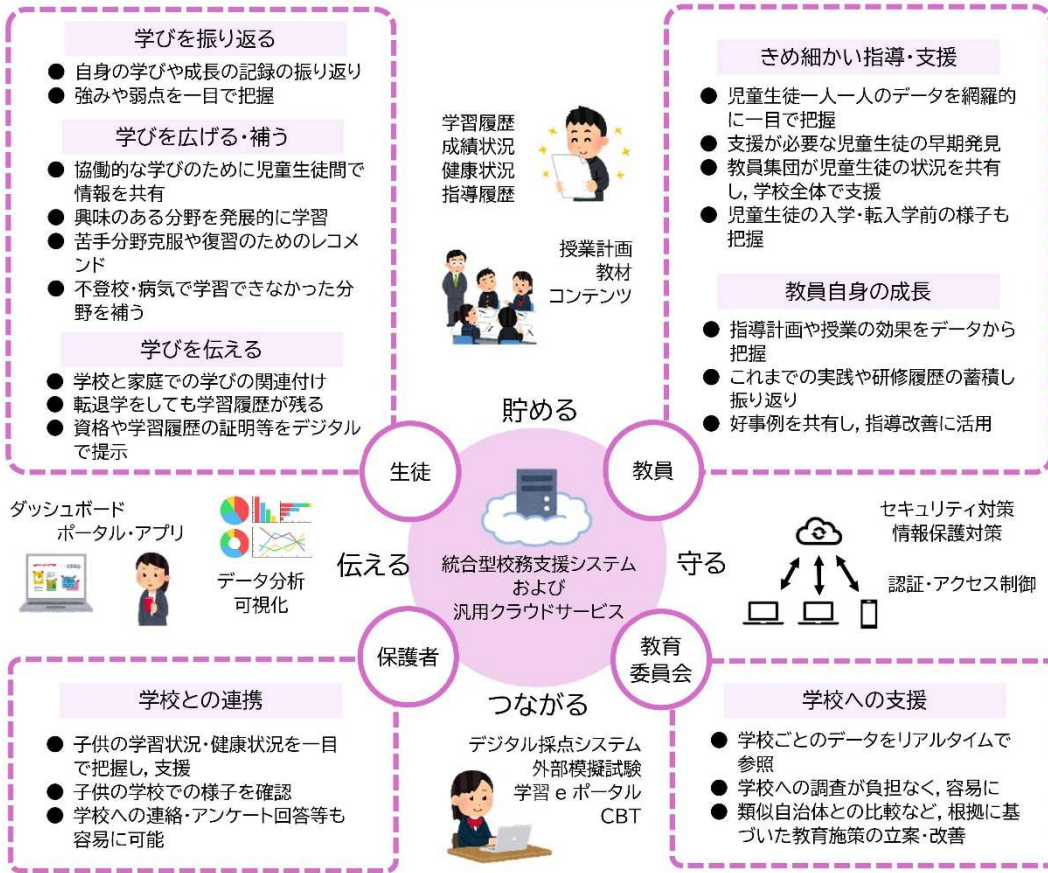 学びを振り返る
● 自身の学びや成長の記録の振り返り
● 強みや弱点を一目で把握
学びを広げる・補う
● 協働的な学びのために児童生徒間で
情報を共有
● 興味のある分野を発展的に学習
● 苦手分野克服や復習のためのレコメ
ンド
● 不登校・病気で学習できなかった分
野を補う
学びを伝える
● 学校と家庭での学びの関連付け
● 転退学をしても学習履歴が残る
● 資格や学習履歴の証明等をデジタル
で提示
生徒
学習履歴
成績状況
健康状況
指導履歴
授業計画
教材
コンテンツ
貯める
きめ細かい指導・支援
● 児童生徒一人一人のデータを網羅的
に一目で把握
● 支援が必要な児童生徒の早期発見
● 教員集団が児童生徒の状況を共有
し, 学校全体で支援
● 児童生徒の入学・転入学前の様子も
把握
教員自身の成長
● 指導計画や授業の効果をデータから
把握
● これまでの実践や研修履歴の蓄積し
振り返り
● 好事例を共有し, 指導改善に活用
教員
ダッシュボード
ポータル・アプリ
データ分析
可視化
伝える
統合型校務支援システム
および
汎用クラウドサービス
守る
セキュリティ対策
情報保護対策
認証・アクセス制御
保護者
学校との連携
● 子供の学習状況・健康状況を一目
で把握し, 支援
● 子供の学校での様子を確認
● 学校への連絡・アンケート回答等も
容易に可能
つながる
デジタル採点システム
外部模擬試験
学習 e ポータル
CBT
教育
委員会
学校への支援
● 学校ごとのデータをリアルタイムで
参照
● 学校への調査が負担なく, 容易に
● 類似自治体との比較など, 根拠に基
づいた教育施策の立案・改善